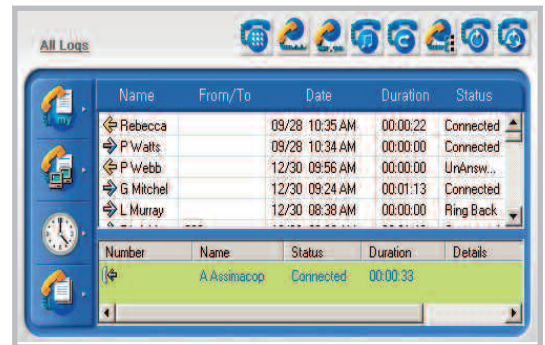 All Logs
my
Name From/To Date Duration Status
Rebecca 09/28 10:35 AM 00:00:22 Connected
P Watts 09/28 10:34 AM 00:00:00 Connected
P Webb 12/30 09:56 AM 00:00:00 UnAnsw...
G Mitchel 12/30 09:24 AM 00:01:13 Connected
L Murray 12/30 08:38 AM 00:00:00 Ring Back
Number Name Status Duration Details
A Assimacop Connected 00:00:33